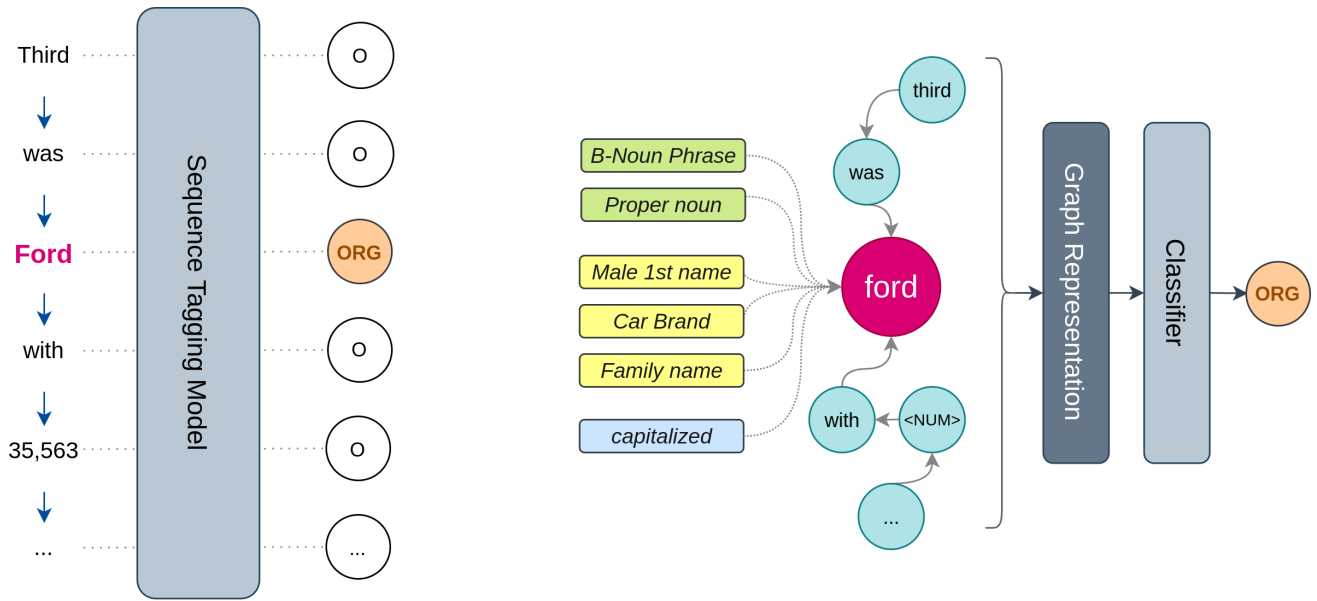 Third
was
Ford
with
35,563
...
Sequence Tagging Model
O
O
ORG
O
O
...
B-Noun Phrase
Proper noun
Male 1st name
Car Brand
Family name
capitalized
third
was
ford
with
<NUM>
...
Graph Representation
Classifier
ORG